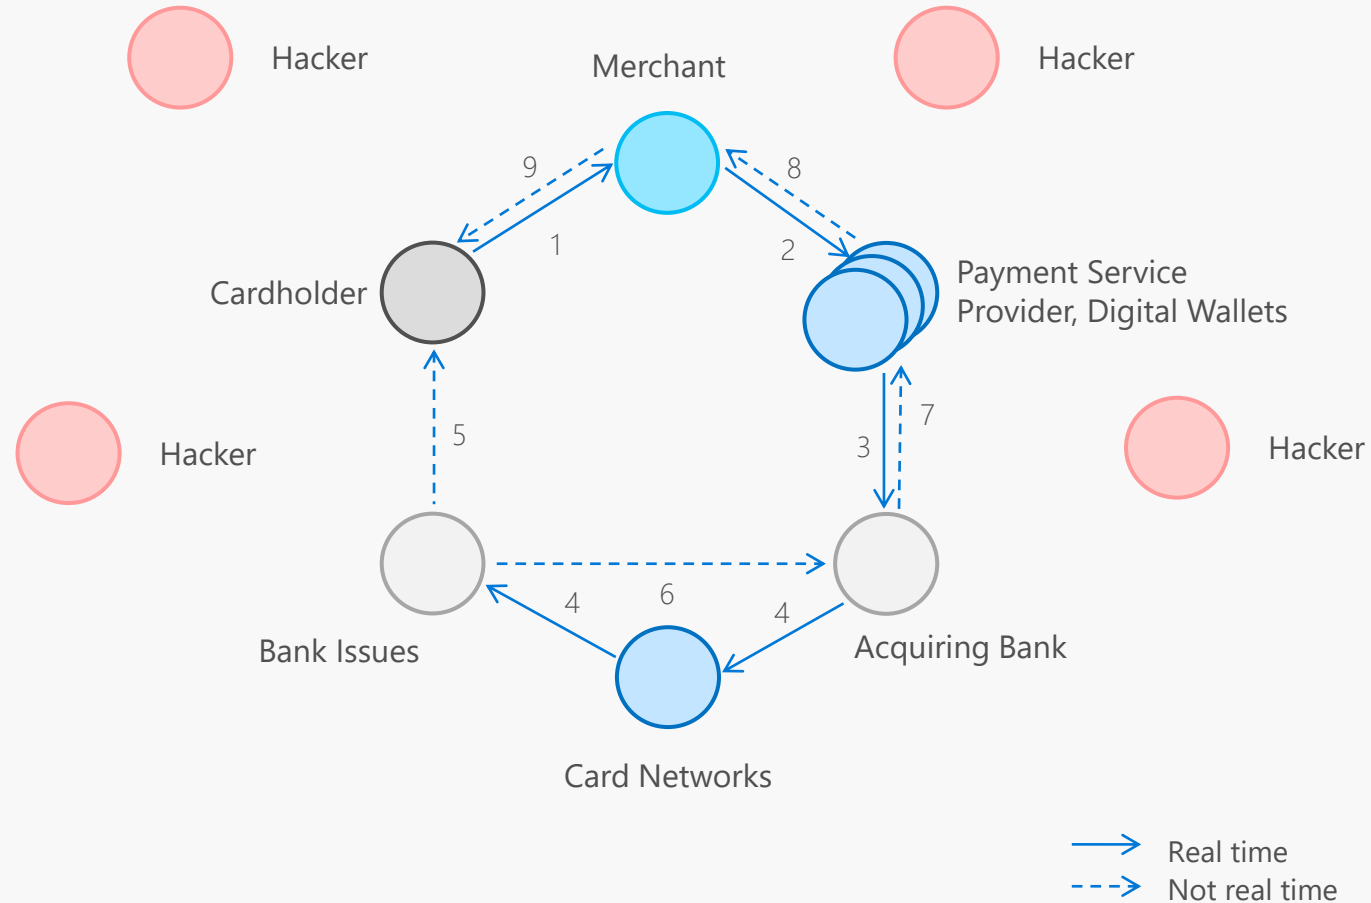 Hacker
Hacker
Merchant
9
8
1
2
Cardholder
Payment Service
Provider, Digital Wallets
5
7
3
Hacker
Hacker
4
6
4
Bank Issues
Acquiring Bank
Card Networks
Real time
Not real time